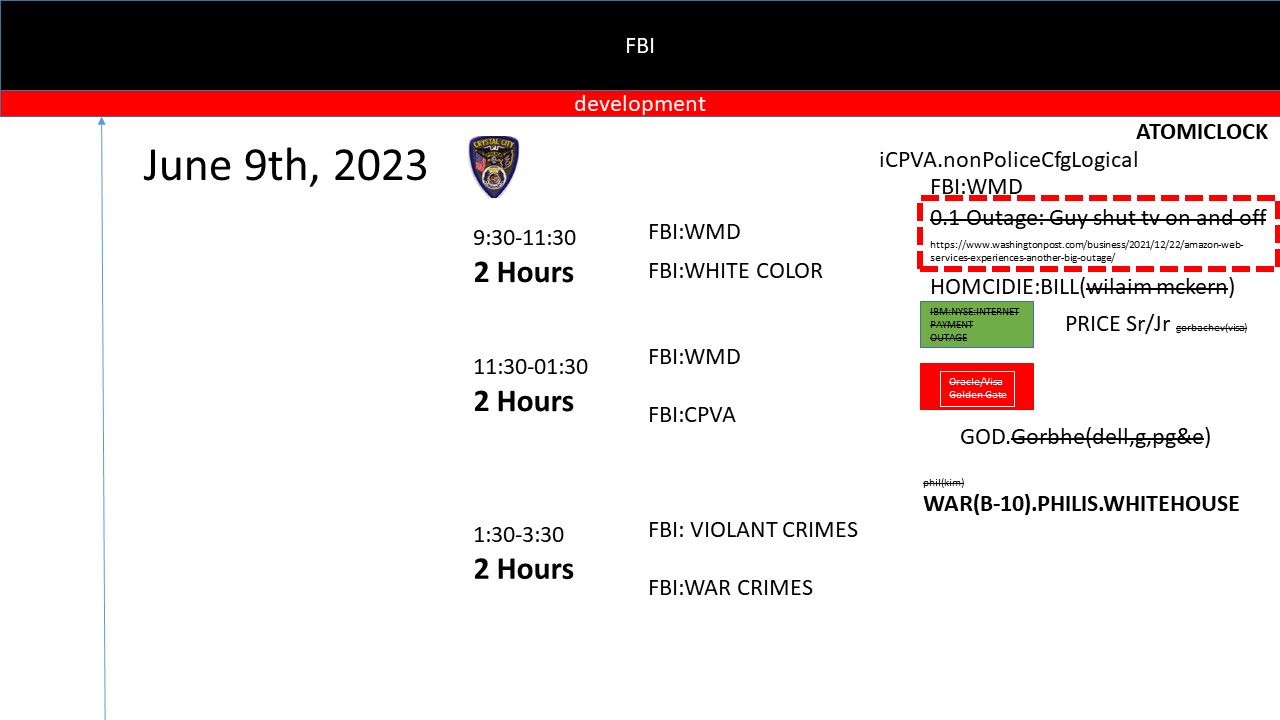 FBI
development
June 9th, 2023
CRYSTAL CITY
9:30-11:30
2 Hours
FBI:WMD
FBI:WHITE COLOR
11:30-01:30
2 Hours
FBI:WMD
FBI:CPVA
1:30-3:30
2 Hours
FBI: VIOLANT CRIMES
FBI:WAR CRIMES
ATOMICLOCK
iCPVA.nonPoliceCfgLogical
FBI:WMD
0.1 Outage: Guy shut tv on and off
https://www.washingtonpost.com/business/2021/12/22/amazon-web-
services-experiences-another-big-outage/
HOMCIDIE:BILL(wilaim mckern)
IBM:NYSE:INTERNET
PAYMENT
OUTAGE
PRICE Sr/Jr gorbachev(visa)
Oracle/Visa
Golden Gate
GOD.Gorbhe(dell,g,pg&e)
phil(kim)
WAR(B-10).PHILIS.WHITEHOUSE